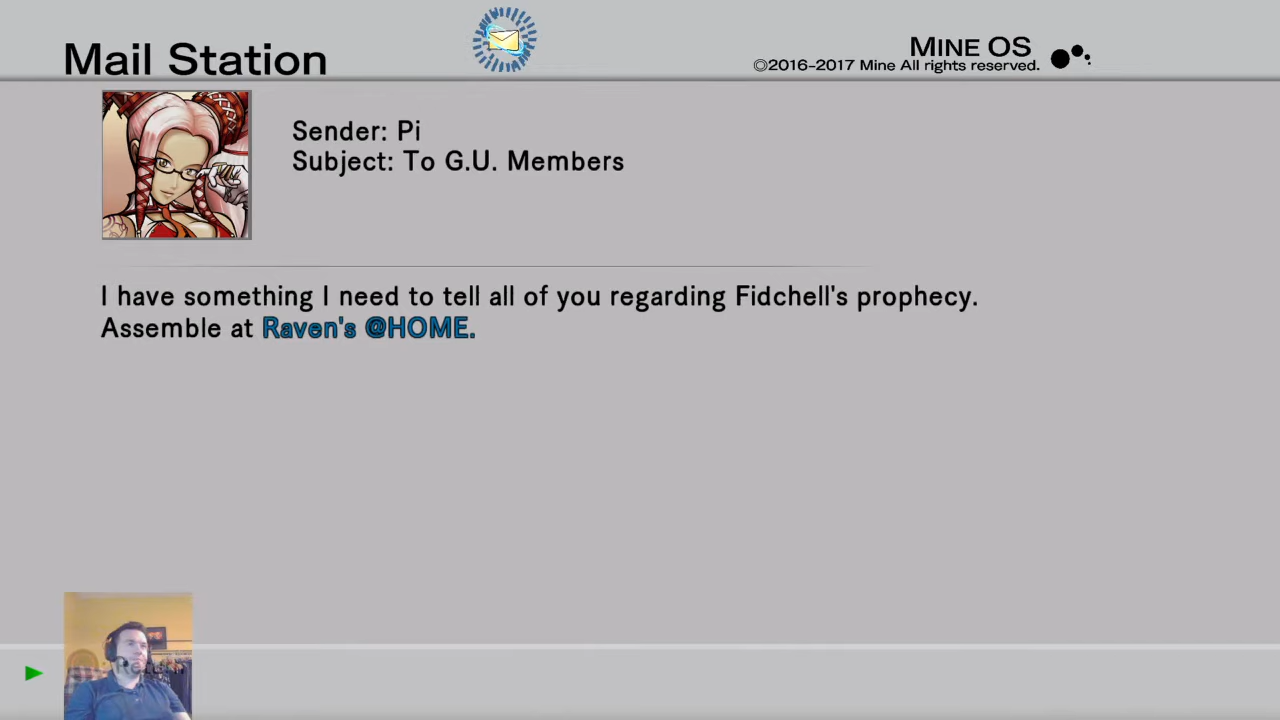 Mail Station
MINE OS
©2016-2017 Mine All rights reserved.
Sender: Pi
Subject: To G.U. Members
I have something I need to tell all of you regarding Fidchell's prophecy.
Assemble at Raven's @HOME.